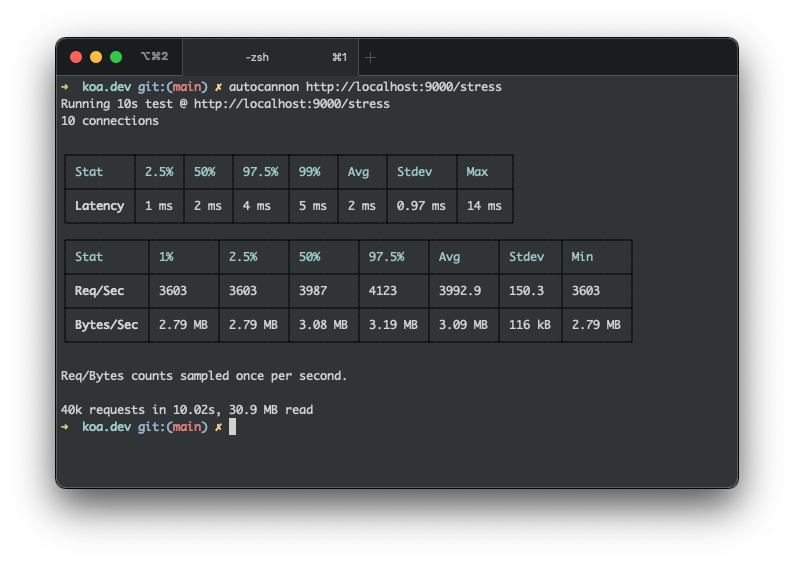 ⌥⌘2 -zsh ⌘1 +
→ koa.dev git:(main) ✗ autocannon http://localhost:9000/stress
Running 10s test @ http://localhost:9000/stress
10 connections
Stat 2.5% 50% 97.5% 99% Avg Stdev Max
Latency 1 ms 2 ms 4 ms 5 ms 2 ms 0.97 ms 14 ms
Stat 1% 2.5% 50% 97.5% Avg Stdev Min
Req/Sec 3603 3603 3987 4123 3992.9 150.3 3603
Bytes/Sec 2.79 MB 2.79 MB 3.08 MB 3.19 MB 3.09 MB 116 kB 2.79 MB
Req/Bytes counts sampled once per second.
40k requests in 10.02s, 30.9 MB read
→ koa.dev git:(main) ✗